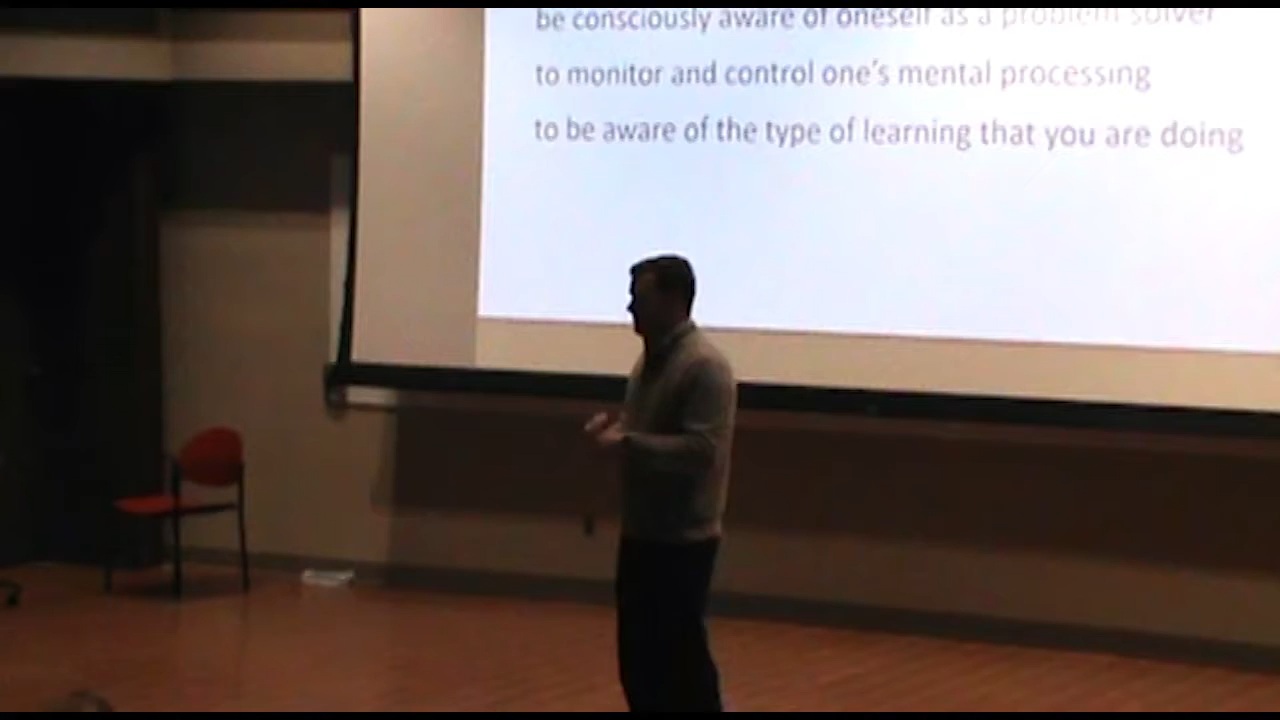 be consciously aware of oneself as a problem solver
to monitor and control one's mental processing
to be aware of the type of learning that you are doing